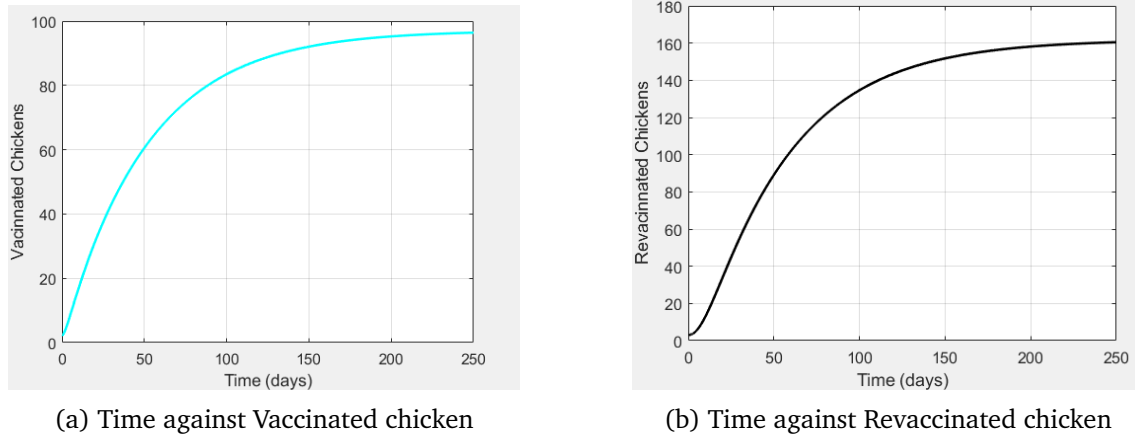 100
80
60
40
20
0
Vacinnated Chickens
0 50 100 150 200 250
Time (days)
(a) Time against Vaccinated chicken
180
160
140
120
100
80
60
40
20
0
Revacinnated Chickens
0 50 100 150 200 250
Time (days)
(b) Time against Revaccinated chicken